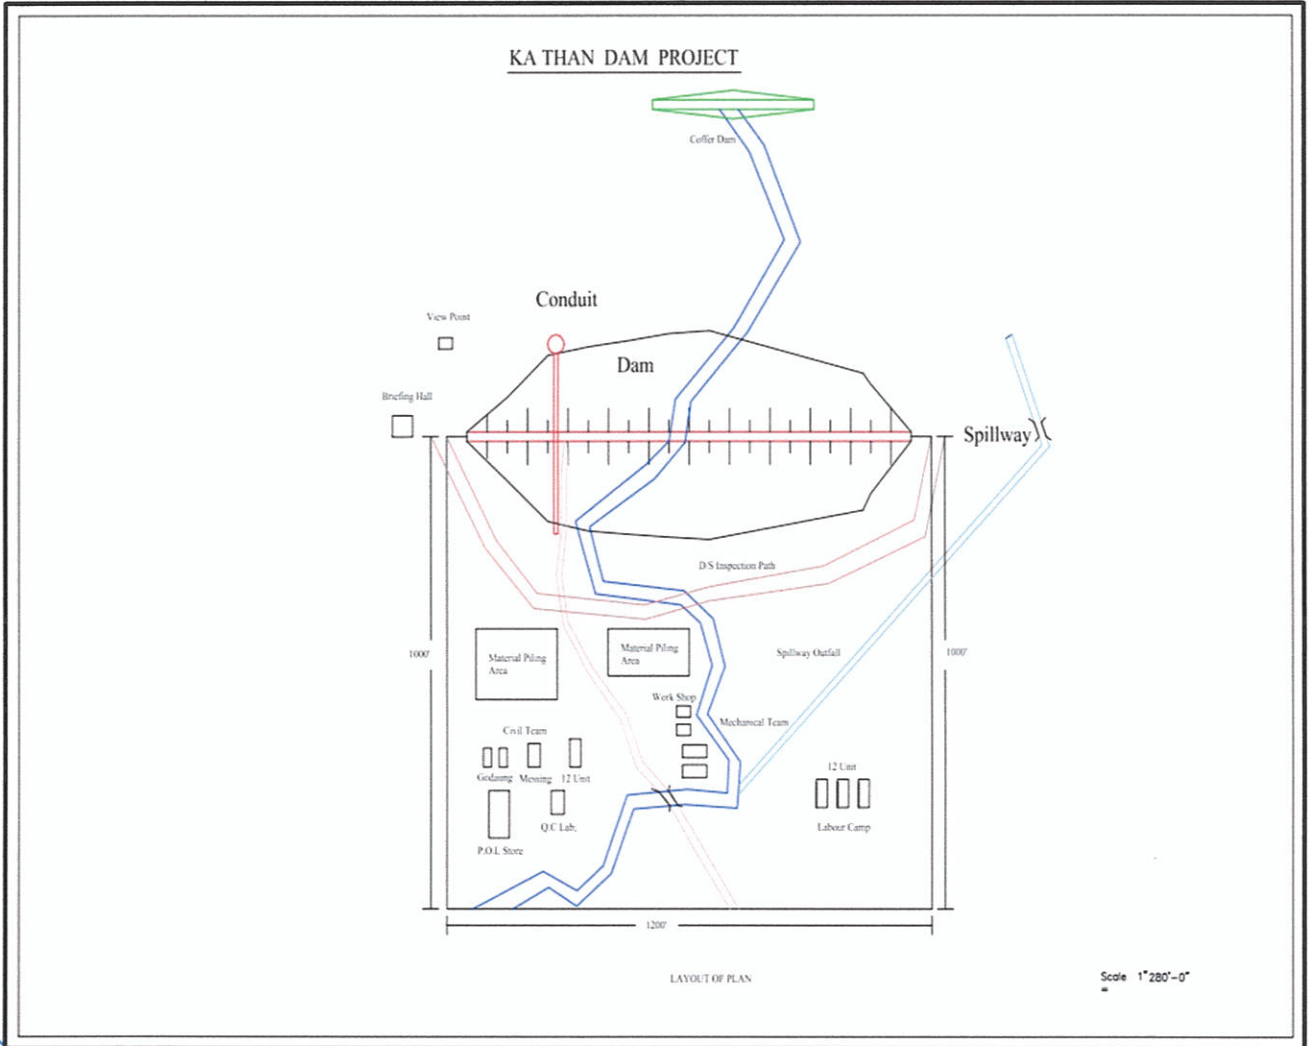 KA THAN DAM PROJECT
Coffer Dam
Conduit
View Point
Dam
Briefing Hall
Spillway
D/S Inspection Path
1000'
Material Piling
Area
Material Piling
Area
Spillway Outfall
1000'
Work Shop
Mechanical Team
Civil Team
Godaung
Messing
12 Unit
12 Unit
Q.C Lab;
Labour Camp
P.O.L Store
1200'
LAYOUT OF PLAN
Scale 1"280'-0"
=